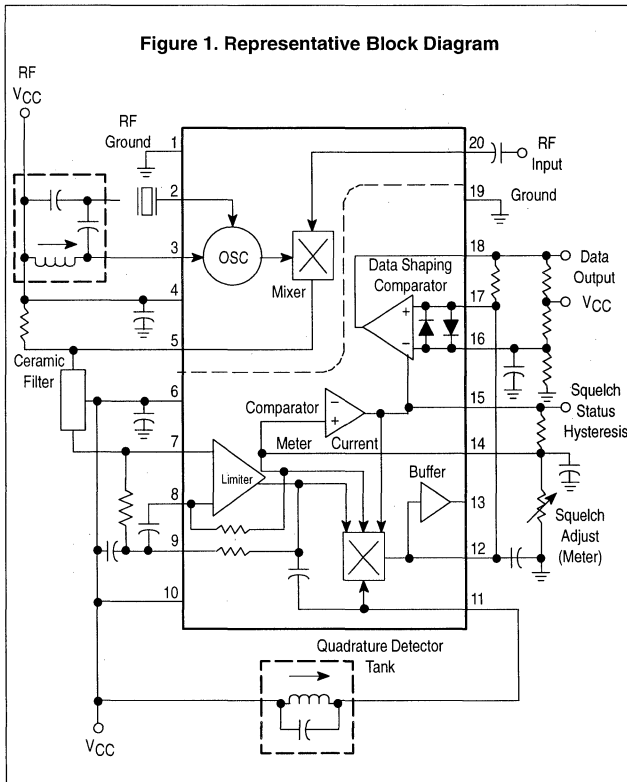 Figure 1. Representative Block Diagram
RF
VCC
RF
Ground
1
2
3
4
5
6
7
8
9
10
OSC
Mixer
20
RF
Input
19
Ground
18
Data
Output
Data Shaping
Comparator
+
−
17
VCC
16
15
Squelch
Status
Hysteresis
Ceramic
Filter
Comparator
−
+
Meter
Current
14
Limiter
Buffer
13
Squelch
Adjust
(Meter)
12
11
Quadrature Detector
Tank
VCC